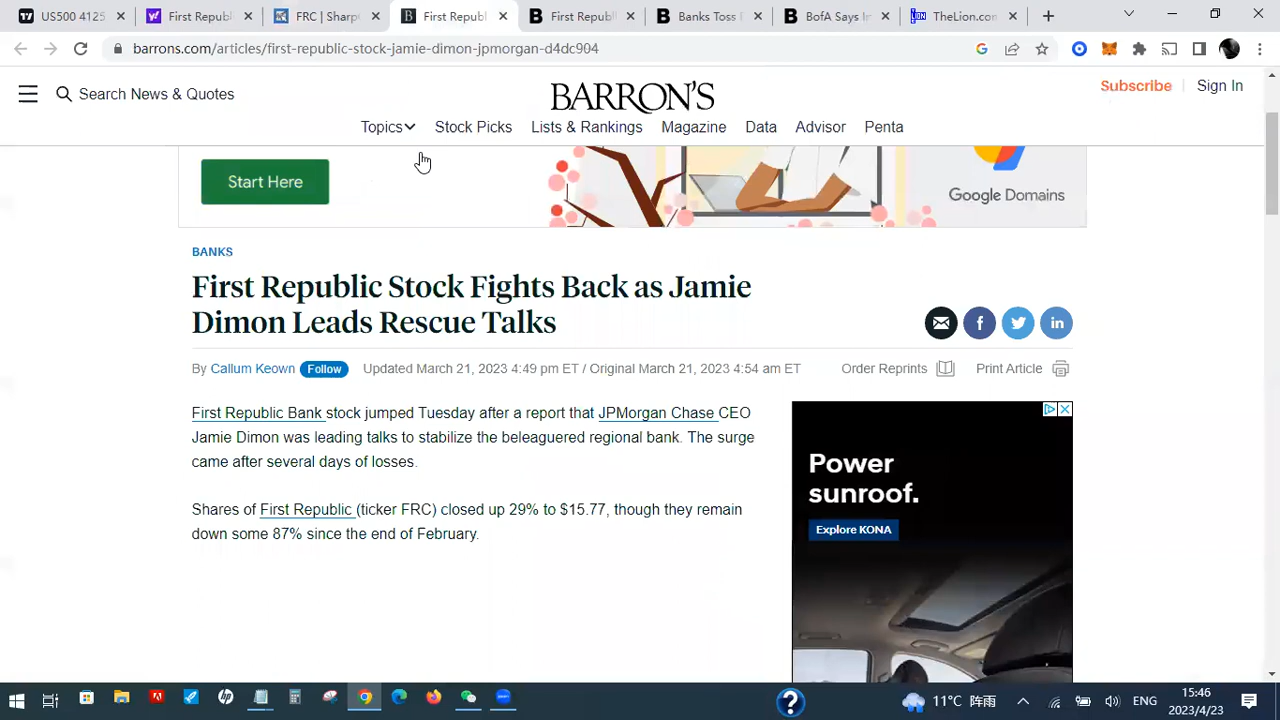 US500 4125
First Republ
FRC | Sharp
First Republ
First Republ
Banks Toss
BofA Says In
TheLion.com
barrons.com/articles/first-republic-stock-jamie-dimon-jpmorgan-d4dc904
Search News & Quotes
BARRON'S
Subscribe
Sign In
Topics
Stock Picks
Lists & Rankings
Magazine
Data
Advisor
Penta
Start Here
Google Domains
BANKS
First Republic Stock Fights Back as Jamie
Dimon Leads Rescue Talks
By Callum Keown Follow Updated March 21, 2023 4:49 pm ET / Original March 21, 2023 4:54 am ET
Order Reprints
Print Article
First Republic Bank stock jumped Tuesday after a report that JPMorgan Chase CEO
Jamie Dimon was leading talks to stabilize the beleaguered regional bank. The surge
came after several days of losses.
Shares of First Republic (ticker FRC) closed up 29% to $15.77, though they remain
down some 87% since the end of February.
Power
sunroof.
Explore KONA
11°C 阵雨
ENG
15:46
2023/4/23